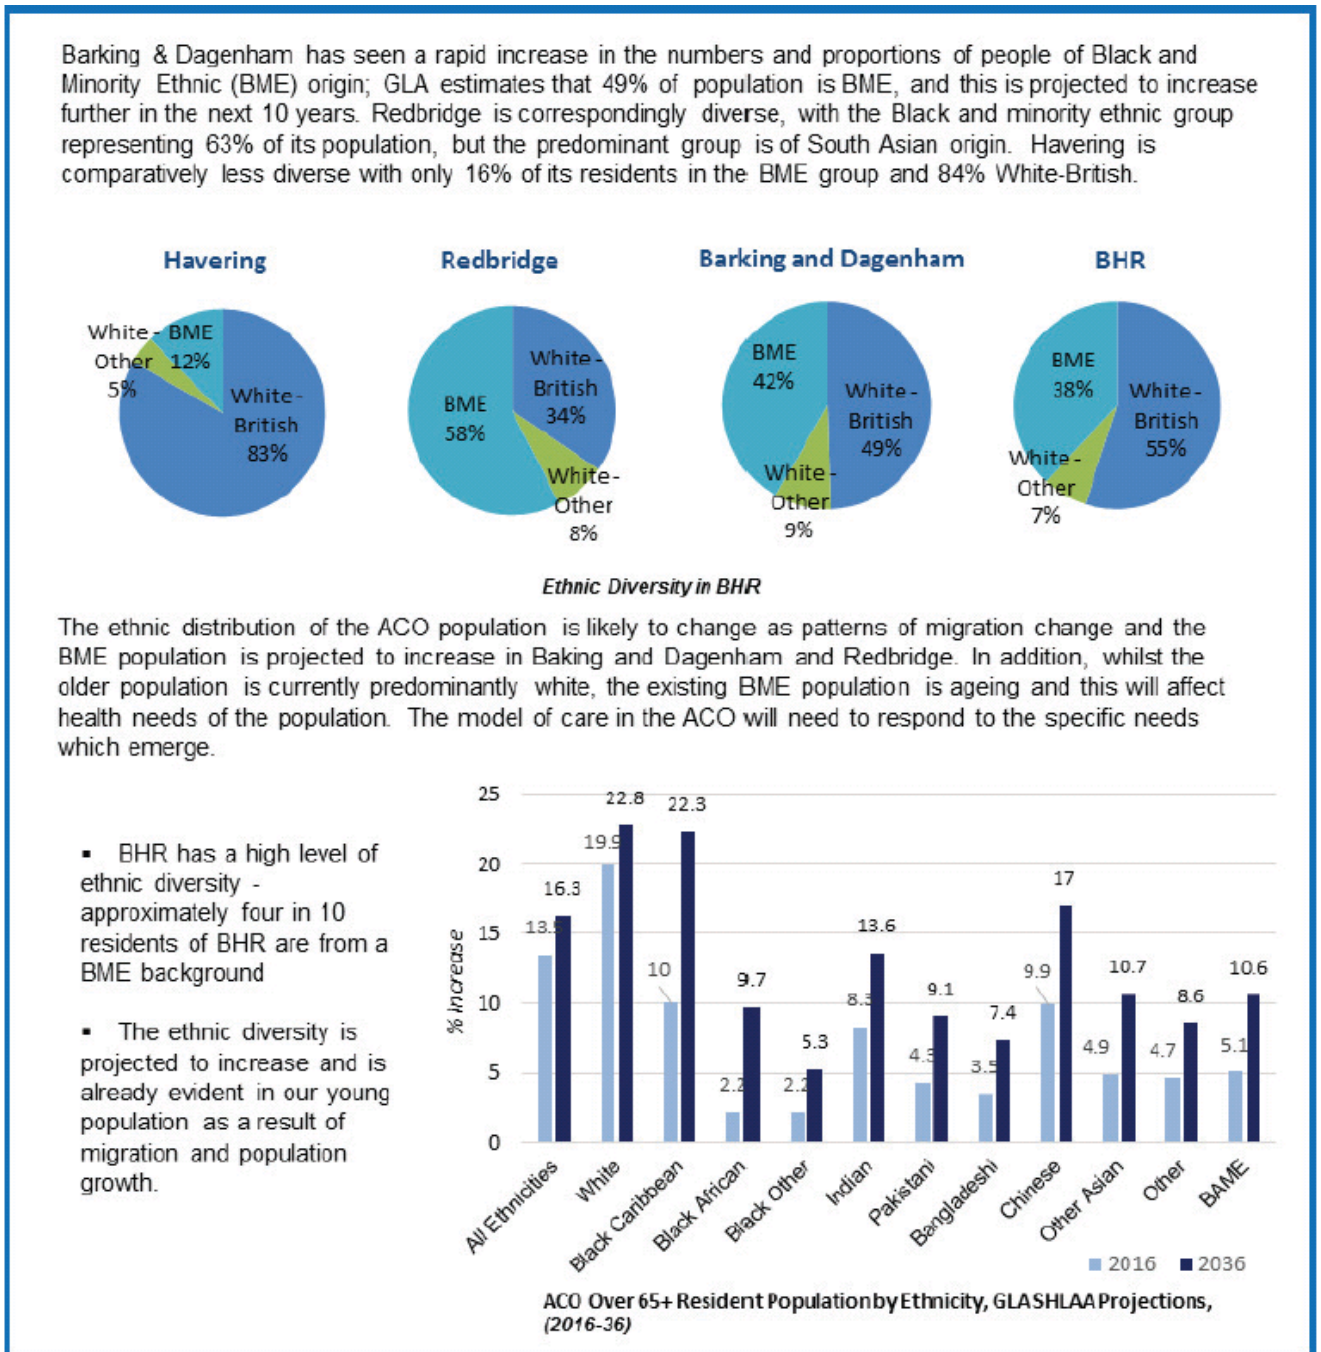 Barking & Dagenham has seen a rapid increase in the numbers and proportions of people of Black and
Minority Ethnic (BME) origin; GLA estimates that 49% of population is BME, and this is projected to increase
further in the next 10 years. Redbridge is correspondingly diverse, with the Black and minority ethnic group
representing 63% of its population, but the predominant group is of South Asian origin. Havering is
comparatively less diverse with only 16% of its residents in the BME group and 84% White-British.
Havering
White - Other 5%
BME 12%
White - British 83%
Redbridge
BME 58%
White - British 34%
White - Other 8%
Barking and Dagenham
BME 42%
White - British 49%
White - Other 9%
BHR
BME 38%
White - British 55%
White - Other 7%
Ethnic Diversity in BHR
The ethnic distribution of the ACO population is likely to change as patterns of migration change and the
BME population is projected to increase in Baking and Dagenham and Redbridge. In addition, whilst the
older population is currently predominantly white, the existing BME population is ageing and this will affect
health needs of the population. The model of care in the ACO will need to respond to the specific needs
which emerge.
▪ BHR has a high level of
ethnic diversity -
approximately four in 10
residents of BHR are from a
BME background
▪ The ethnic diversity is
projected to increase and is
already evident in our young
population as a result of
migration and population
growth.
% Increase
25
20
15
10
5
0
13.5 16.3
19.9 22.8
10 22.3
2.2 9.7
2.2 5.3
8.3 13.6
4.3 9.1
3.5 7.4
9.9 17
4.9 10.7
4.7 8.6
5.1 10.6
All Ethnicities
White
Black Caribbean
Black African
Black Other
Indian
Pakistani
Bangladeshi
Chinese
Other Asian
Other
BAME
2016 2036
ACO Over 65+ Resident Population by Ethnicity, GLA SHLAA Projections,
(2016-36)